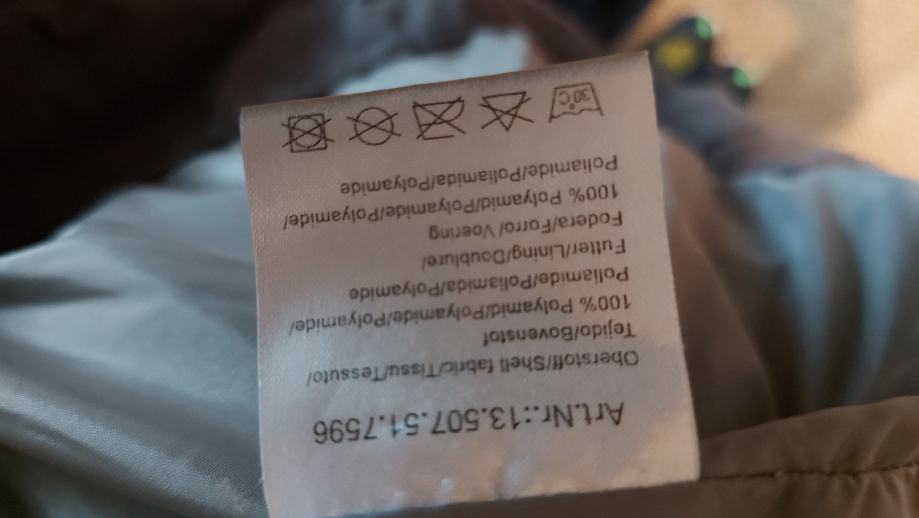 Art.Nr.:13.507.51.7596
Oberstoff/Shell fabric/Tissu/Tessuto/
Tejido/Bovenstof
100% Polyamid/Polyamide/Polyamide/
Poliamide/Poliamida/Polyamide
Futter/Lining/Doublure/
Fodera/Forro/ Voering
100% Polyamid/Polyamide/Polyamide/
Poliamide/Poliamida/Polyamide
30°C